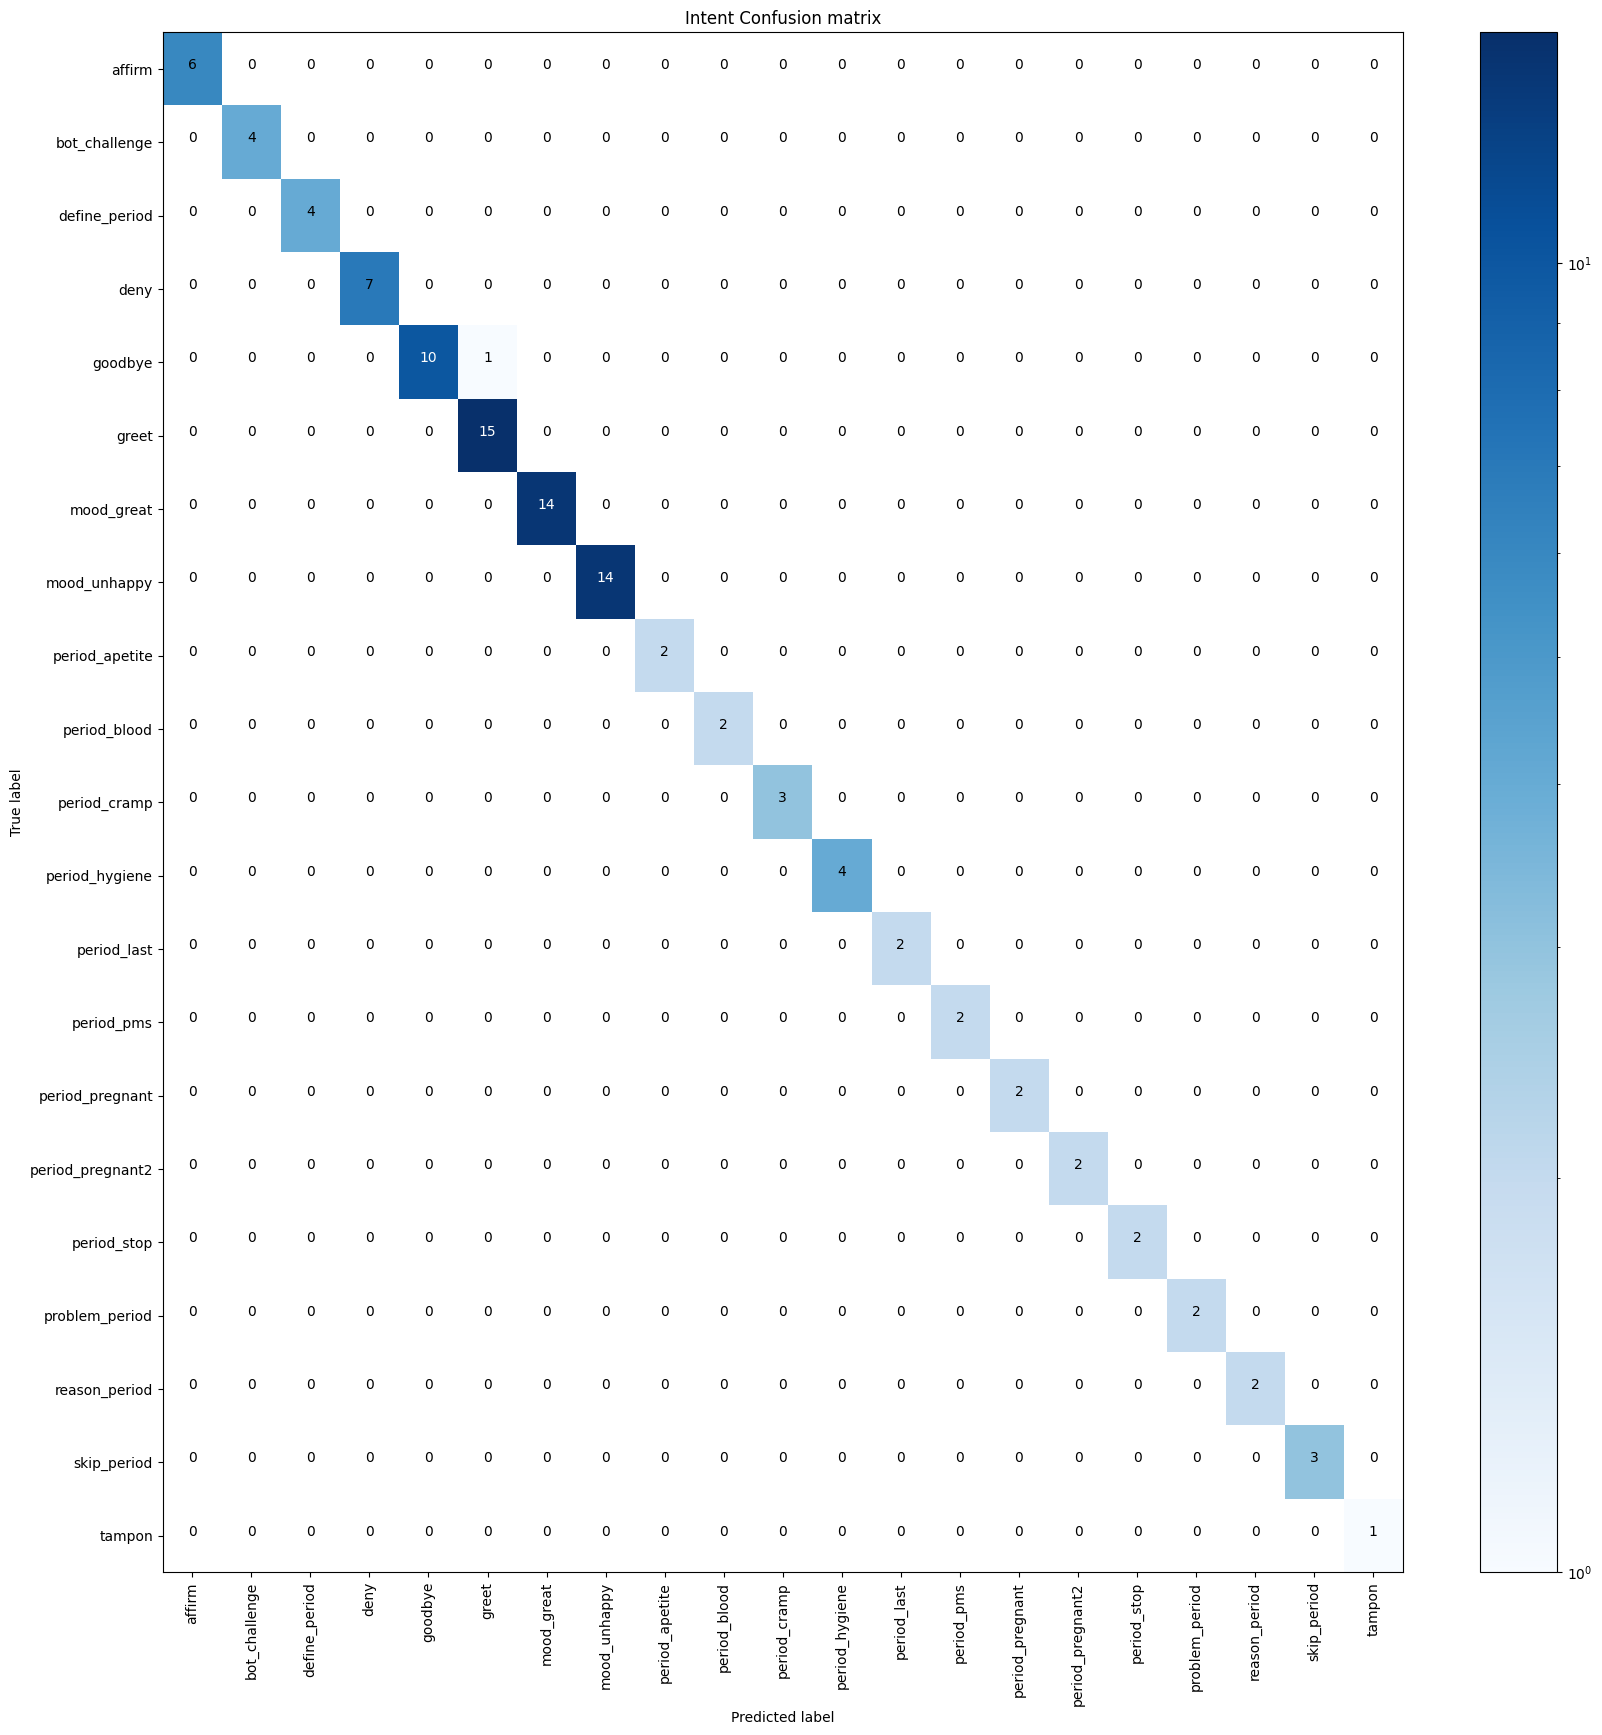 Intent Confusion matrix
affirm 6 0 0 0 0 0 0 0 0 0 0 0 0 0 0 0 0 0 0 0 0
bot_challenge 0 4 0 0 0 0 0 0 0 0 0 0 0 0 0 0 0 0 0 0 0
define_period 0 0 4 0 0 0 0 0 0 0 0 0 0 0 0 0 0 0 0 0 0
deny 0 0 0 7 0 0 0 0 0 0 0 0 0 0 0 0 0 0 0 0 0
goodbye 0 0 0 0 10 1 0 0 0 0 0 0 0 0 0 0 0 0 0 0 0
greet 0 0 0 0 0 15 0 0 0 0 0 0 0 0 0 0 0 0 0 0 0
mood_great 0 0 0 0 0 0 14 0 0 0 0 0 0 0 0 0 0 0 0 0 0
mood_unhappy 0 0 0 0 0 0 0 14 0 0 0 0 0 0 0 0 0 0 0 0 0
period_apetite 0 0 0 0 0 0 0 0 2 0 0 0 0 0 0 0 0 0 0 0 0
period_blood 0 0 0 0 0 0 0 0 0 2 0 0 0 0 0 0 0 0 0 0 0
period_cramp 0 0 0 0 0 0 0 0 0 0 3 0 0 0 0 0 0 0 0 0 0
period_hygiene 0 0 0 0 0 0 0 0 0 0 0 4 0 0 0 0 0 0 0 0 0
period_last 0 0 0 0 0 0 0 0 0 0 0 0 2 0 0 0 0 0 0 0 0
period_pms 0 0 0 0 0 0 0 0 0 0 0 0 0 2 0 0 0 0 0 0 0
period_pregnant 0 0 0 0 0 0 0 0 0 0 0 0 0 0 2 0 0 0 0 0 0
period_pregnant2 0 0 0 0 0 0 0 0 0 0 0 0 0 0 0 2 0 0 0 0 0
period_stop 0 0 0 0 0 0 0 0 0 0 0 0 0 0 0 0 2 0 0 0 0
problem_period 0 0 0 0 0 0 0 0 0 0 0 0 0 0 0 0 0 2 0 0 0
reason_period 0 0 0 0 0 0 0 0 0 0 0 0 0 0 0 0 0 0 2 0 0
skip_period 0 0 0 0 0 0 0 0 0 0 0 0 0 0 0 0 0 0 0 3 0
tampon 0 0 0 0 0 0 0 0 0 0 0 0 0 0 0 0 0 0 0 0 1
True label
affirm
bot_challenge
define_period
deny
goodbye
greet
mood_great
mood_unhappy
period_apetite
period_blood
period_cramp
period_hygiene
period_last
period_pms
period_pregnant
period_pregnant2
period_stop
problem_period
reason_period
skip_period
tampon
Predicted label
10¹
10⁰